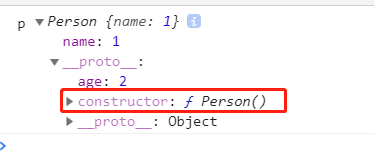 p ▼Person {name: 1} i
name: 1
▼__proto__:
age: 2
▶constructor: ƒ Person()
▶__proto__: Object
>